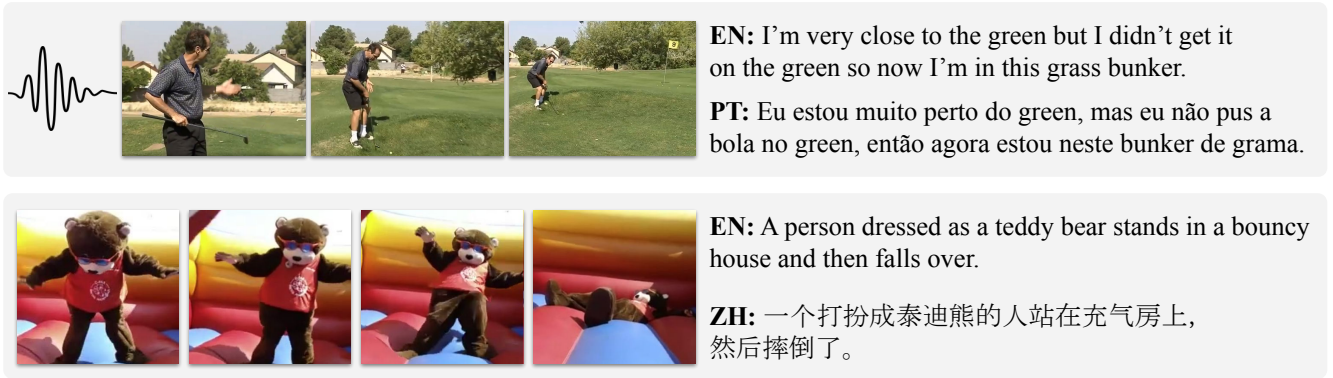 EN: I'm very close to the green but I didn't get it
on the green so now I'm in this grass bunker.
PT: Eu estou muito perto do green, mas eu não pus a
bola no green, então agora estou neste bunker de grama.
EN: A person dressed as a teddy bear stands in a bouncy
house and then falls over.
ZH: 一个打扮成泰迪熊的人站在充气房上,
然后摔倒了。